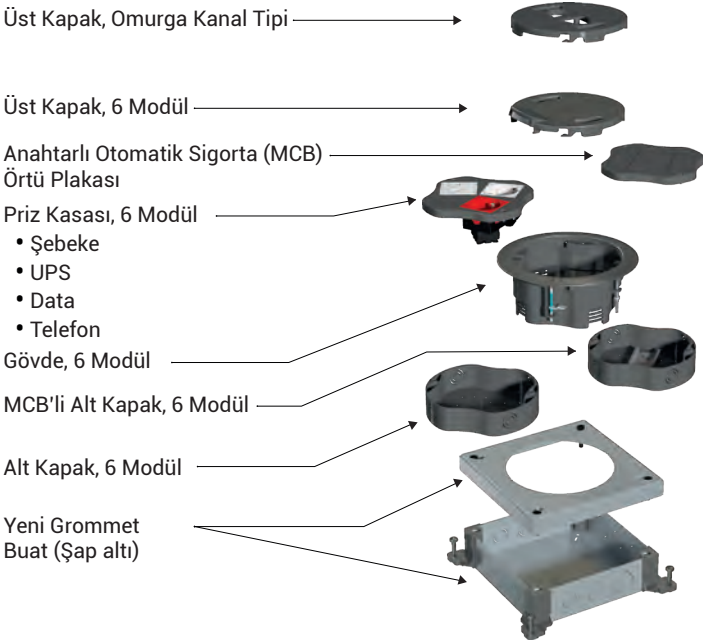 Üst Kapak, Omurga Kanal Tipi
Üst Kapak, 6 Modül
Anahtarlı Otomatik Sigorta (MCB)
Örtü Plakası
Priz Kasası, 6 Modül
• Şebeke
• UPS
• Data
• Telefon
Gövde, 6 Modül
MCB'li Alt Kapak, 6 Modül
Alt Kapak, 6 Modül
Yeni Grommet
Buat (Şap altı)